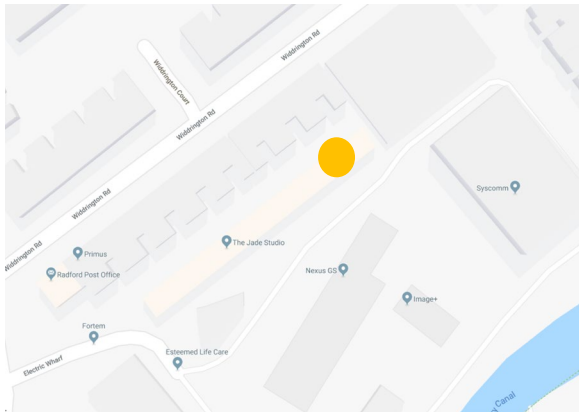 Widdrington Rd
Widdrington Court
Widdrington Rd
Widdrington Rd
Syscomm
The Jade Studio
Widdrington Rd
Primus
Radford Post Office
Nexus GS
Image+
Fortem
Esteemed Life Care
Electric Wharf
Canal